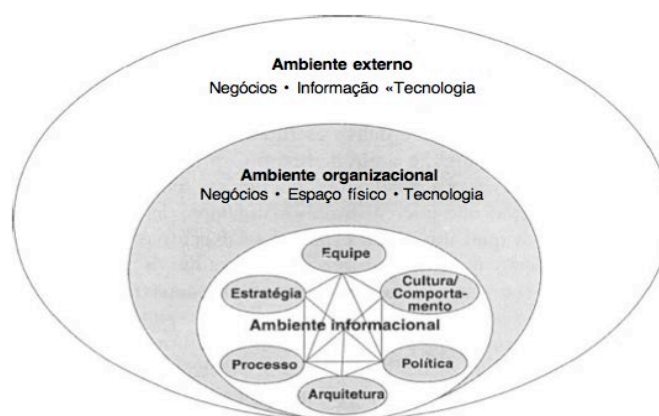 Ambiente externo
Negócios • Informação «Tecnologia
Ambiente organizacional
Negócios • Espaço físico • Tecnologia
Equipe
Estratégia
Cultura/
Comporta-
mento
Ambiente informacional
Processo
Política
Arquitetura